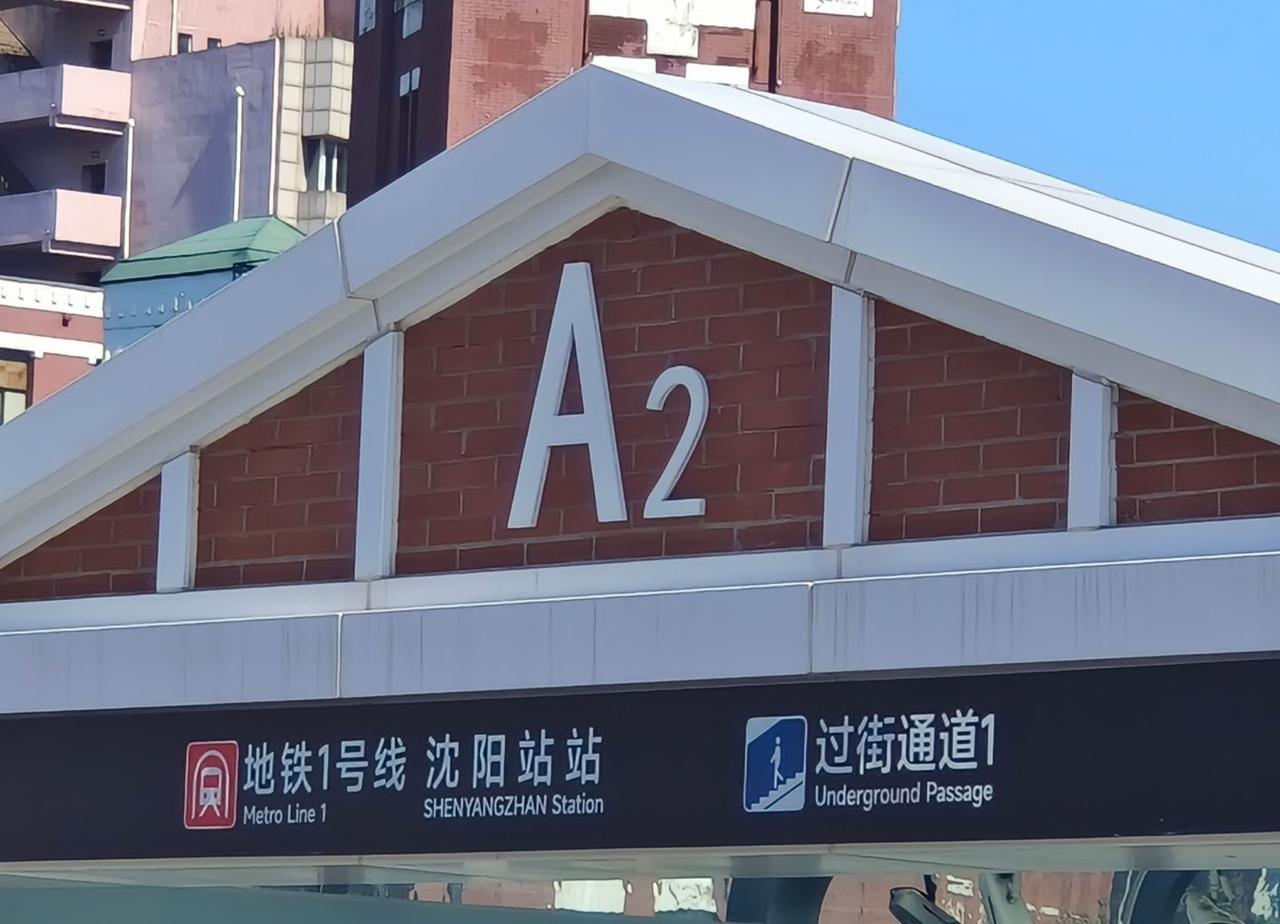 A2
地铁1号线 沈阳站站
Metro Line 1 SHENYANGZHAN Station
过街通道1
Underground Passage